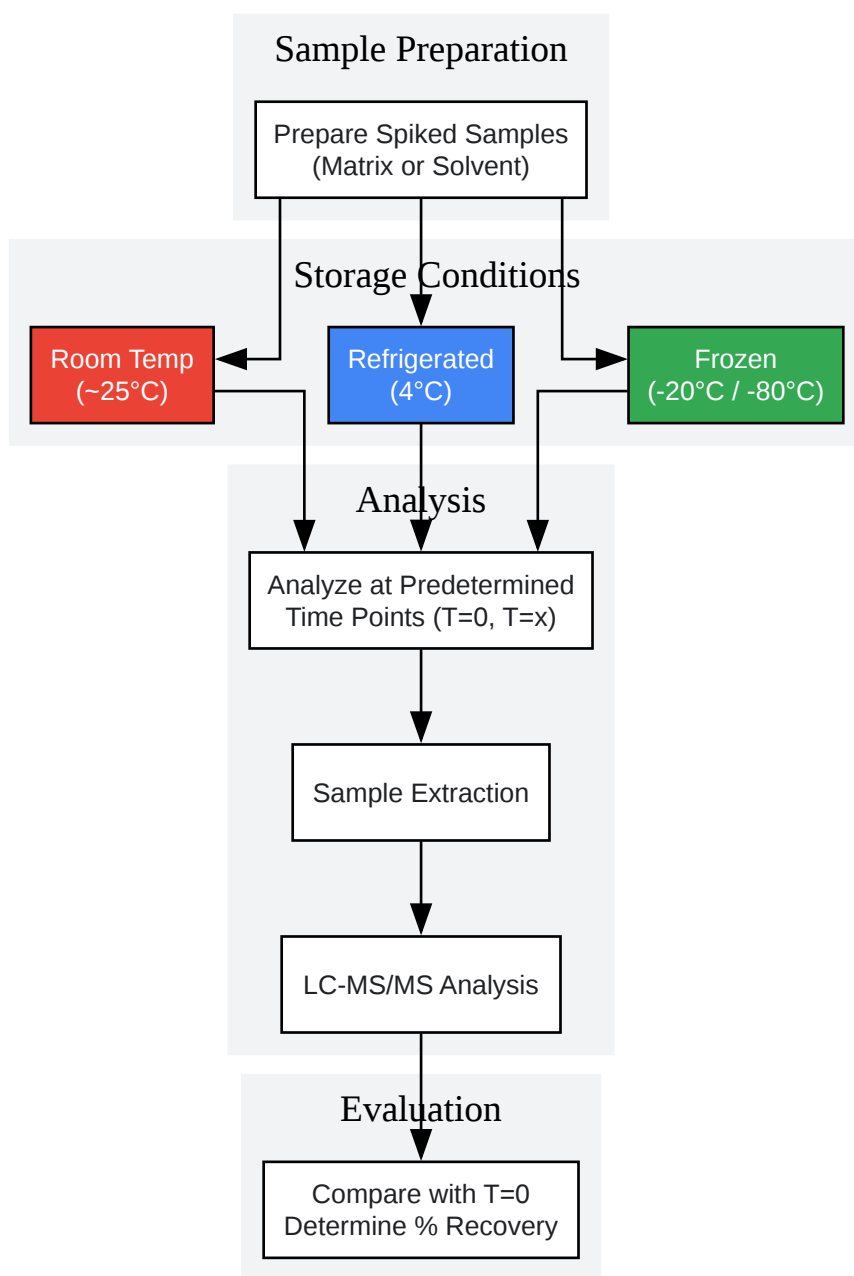 Sample Preparation
Prepare Spiked Samples
(Matrix or Solvent)
Storage Conditions
Room Temp
(~25°C)
Refrigerated
(4°C)
Frozen
(-20°C / -80°C)
Analysis
Analyze at Predetermined
Time Points (T=0, T=x)
Sample Extraction
LC-MS/MS Analysis
Evaluation
Compare with T=0
Determine % Recovery